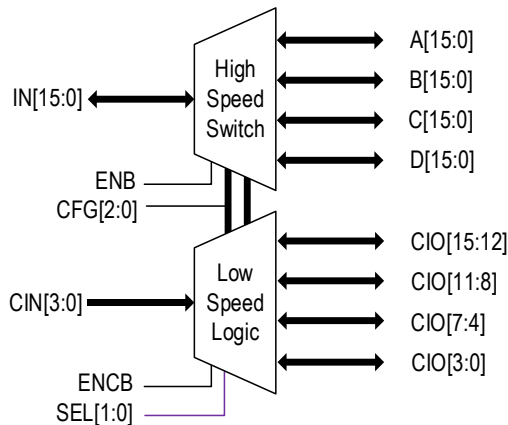 A[15:0]
High
Speed
Switch
B[15:0]
IN[15:0]
C[15:0]
D[15:0]
ENB
CFG[2:0]
CIO[15:12]
Low
Speed
Logic
CIO[11:8]
CIN[3:0]
CIO[7:4]
CIO[3:0]
ENCB
SEL[1:0]